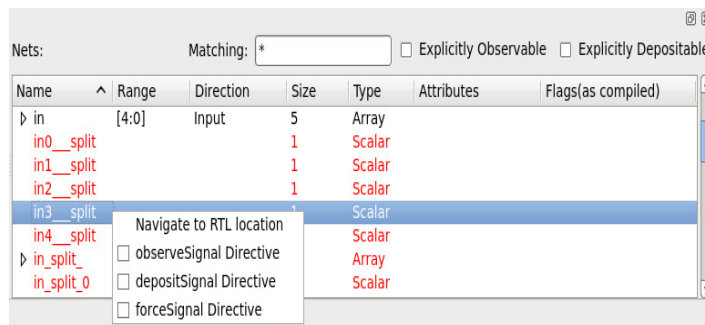 Nets: Matching: * Explicitly Observable Explicitly Depositable
Name Range Direction Size Type Attributes Flags(as compiled)
in [4:0] Input 5 Array
in0__split 1 Scalar
in1__split 1 Scalar
in2__split 1 Scalar
in3__split 1 Scalar
in4__split Scalar
in_split_ Array
in_split_0 Scalar
Navigate to RTL location
observeSignal Directive
depositSignal Directive
forceSignal Directive